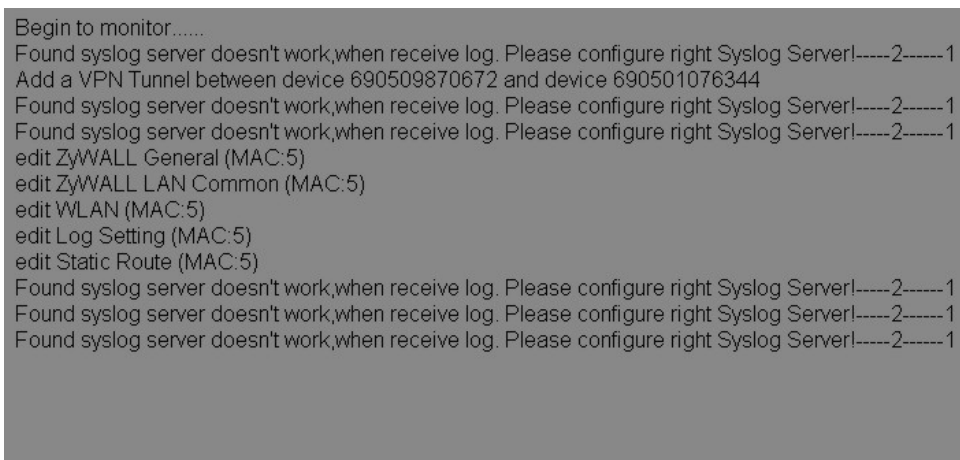 Begin to monitor......
Found syslog server doesn't work,when receive log. Please configure right Syslog Server!-----2------1
Add a VPN Tunnel between device 690509870672 and device 690501076344
Found syslog server doesn't work,when receive log. Please configure right Syslog Server!-----2------1
Found syslog server doesn't work,when receive log. Please configure right Syslog Server!-----2------1
edit ZyWALL General (MAC:5)
edit ZyWALL LAN Common (MAC:5)
edit WLAN (MAC:5)
edit Log Setting (MAC:5)
edit Static Route (MAC:5)
Found syslog server doesn't work,when receive log. Please configure right Syslog Server!-----2------1
Found syslog server doesn't work,when receive log. Please configure right Syslog Server!-----2------1
Found syslog server doesn't work,when receive log. Please configure right Syslog Server!-----2------1